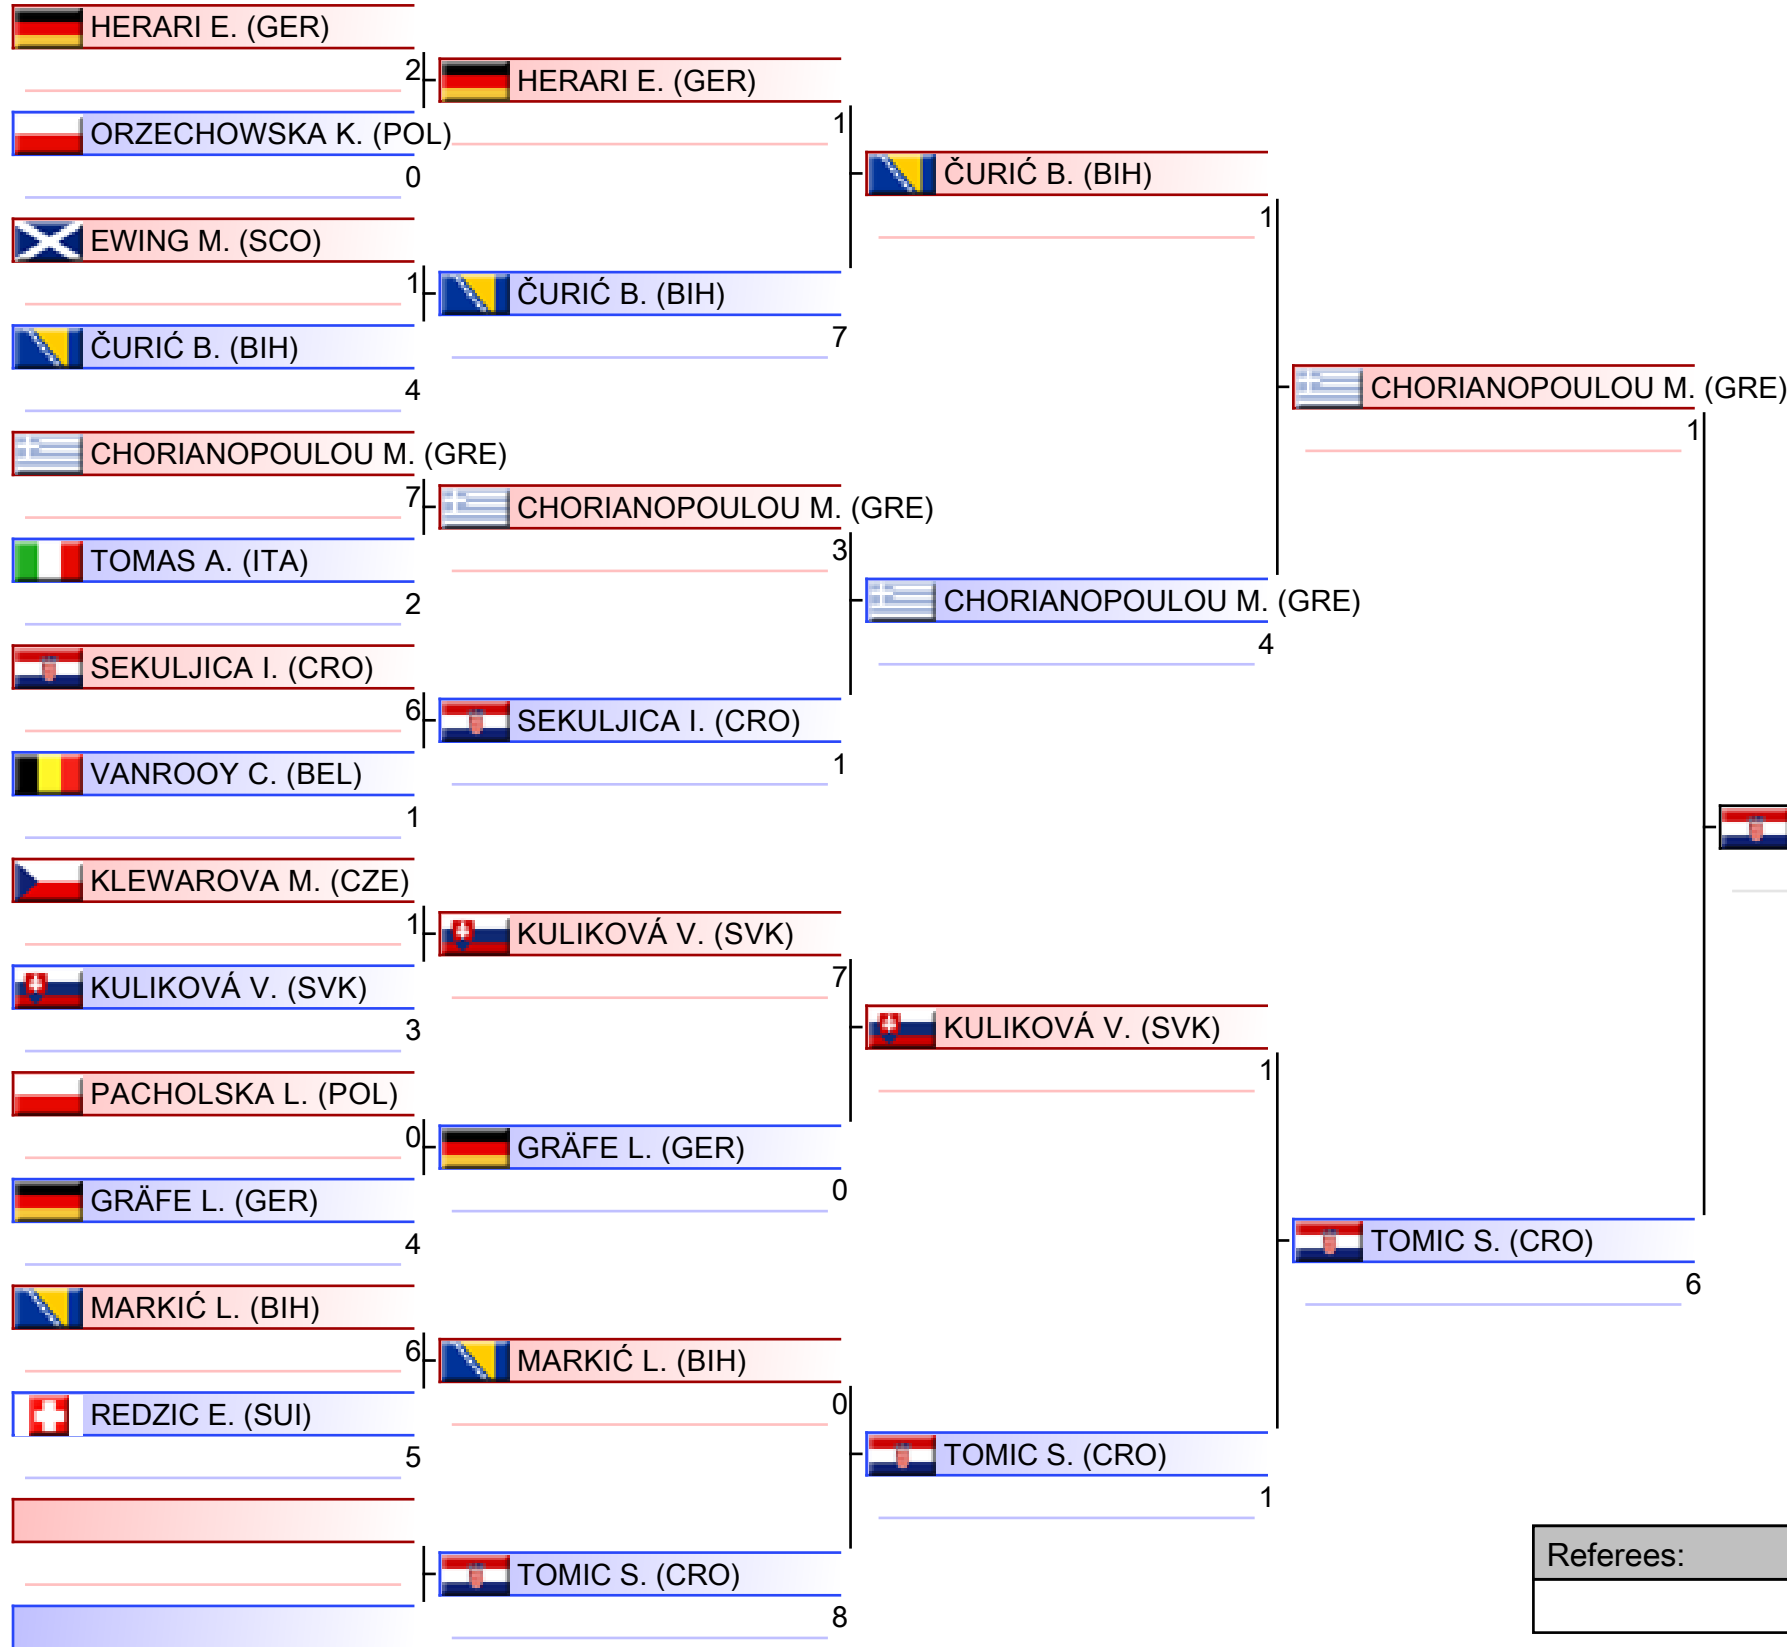 HERARI E. (GER)
2
ORZECHOWSKA K. (POL)
0
EWING M. (SCO)
1
ČURIĆ B. (BIH)
4
CHORIANOPOULOU M. (GRE)
7
TOMAS A. (ITA)
2
SEKULJICA I. (CRO)
6
VANROOY C. (BEL)
1
KLEWAROVA M. (CZE)
1
KULIKOVÁ V. (SVK)
3
PACHOLSKA L. (POL)
0
GRÄFE L. (GER)
4
MARKIĆ L. (BIH)
6
REDZIC E. (SUI)
5
HERARI E. (GER)
1
ČURIĆ B. (BIH)
7
CHORIANOPOULOU M. (GRE)
3
SEKULJICA I. (CRO)
1
KULIKOVÁ V. (SVK)
7
GRÄFE L. (GER)
0
MARKIĆ L. (BIH)
0
TOMIC S. (CRO)
8
ČURIĆ B. (BIH)
1
CHORIANOPOULOU M. (GRE)
4
KULIKOVÁ V. (SVK)
1
TOMIC S. (CRO)
1
CHORIANOPOULOU M. (GRE)
1
TOMIC S. (CRO)
6
Referees: